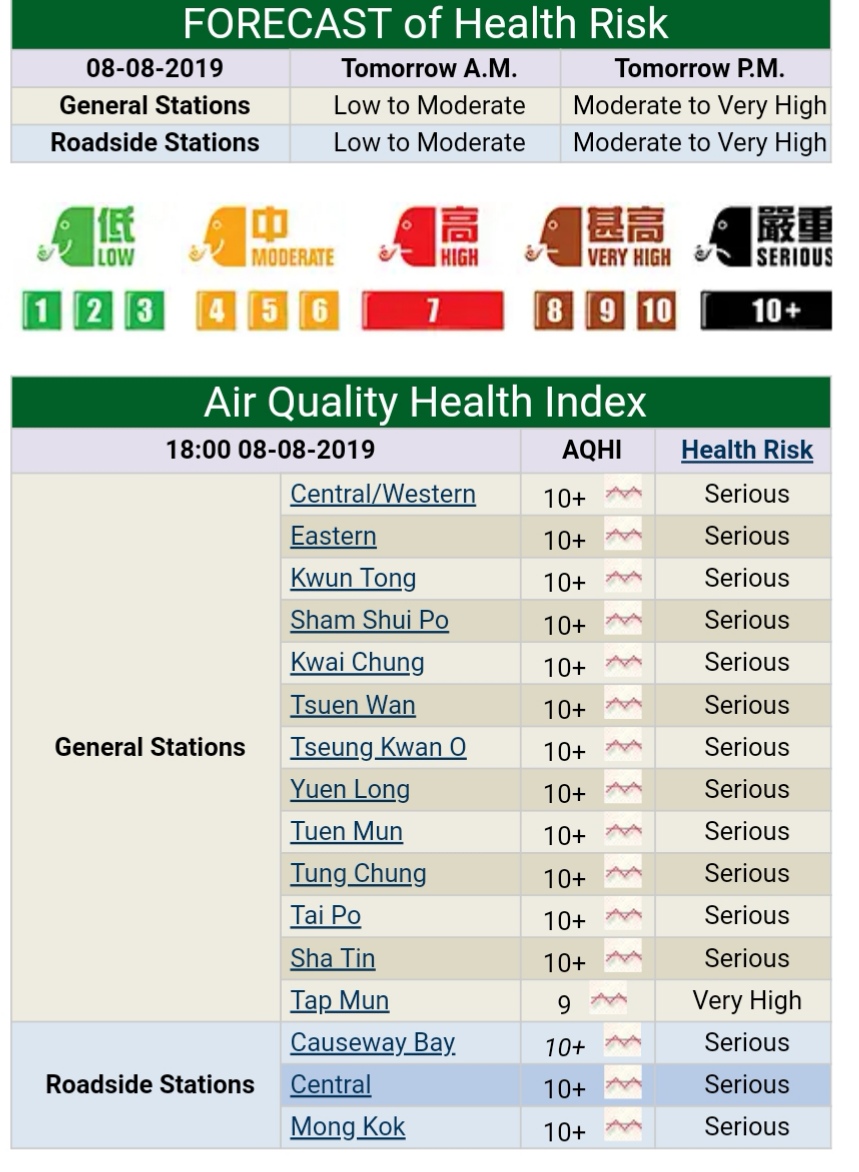 FORECAST of Health Risk
08-08-2019 Tomorrow A.M. Tomorrow P.M.
General Stations Low to Moderate Moderate to Very High
Roadside Stations Low to Moderate Moderate to Very High
低 中 高 甚高 嚴重
LOW MODERATE HIGH VERY HIGH SERIOUS
1 2 3 4 5 6 7 8 9 10 10+
Air Quality Health Index
18:00 08-08-2019 AQHI Health Risk
General Stations
Central/Western 10+ Serious
Eastern 10+ Serious
Kwun Tong 10+ Serious
Sham Shui Po 10+ Serious
Kwai Chung 10+ Serious
Tsuen Wan 10+ Serious
Tseung Kwan O 10+ Serious
Yuen Long 10+ Serious
Tuen Mun 10+ Serious
Tung Chung 10+ Serious
Tai Po 10+ Serious
Sha Tin 10+ Serious
Tap Mun 9 Very High
Roadside Stations
Causeway Bay 10+ Serious
Central 10+ Serious
Mong Kok 10+ Serious